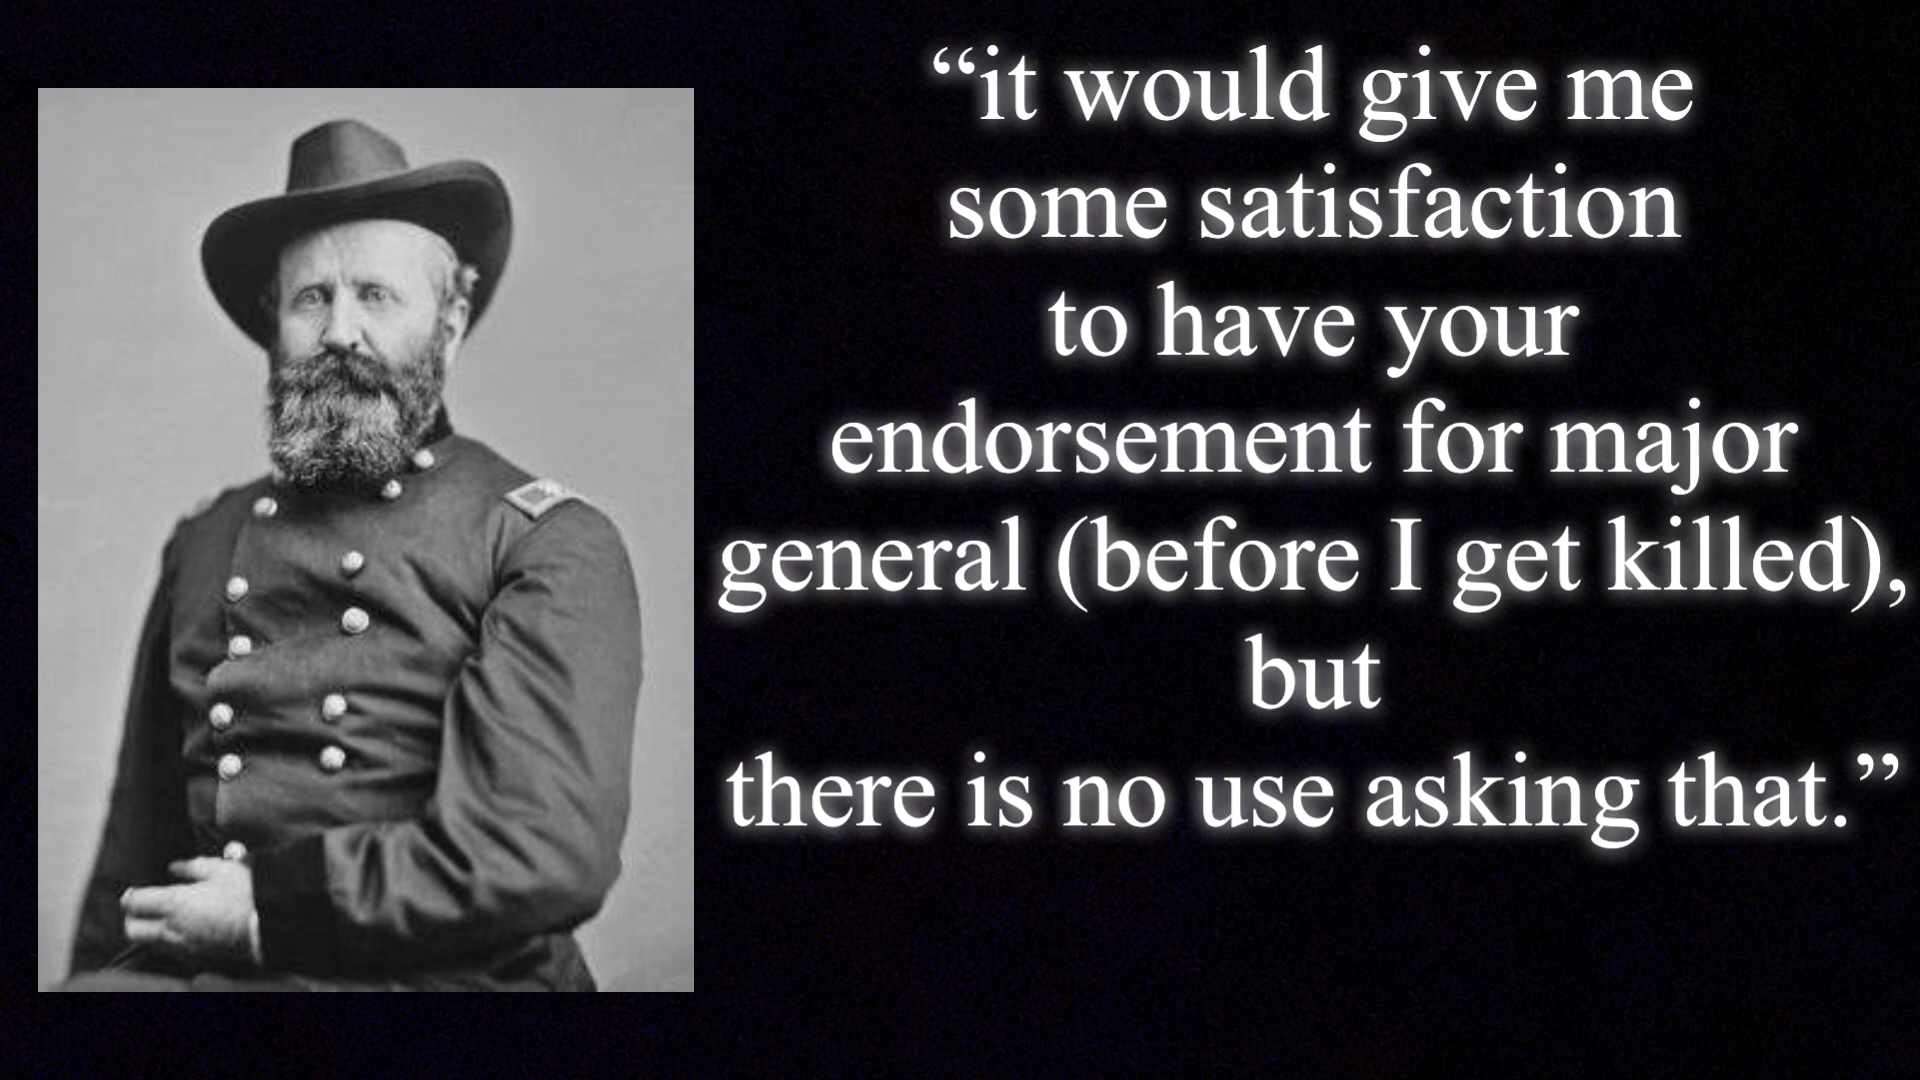 “it would give me
some satisfaction
to have your
endorsement for major
general (before I get killed),
but
there is no use asking that.”